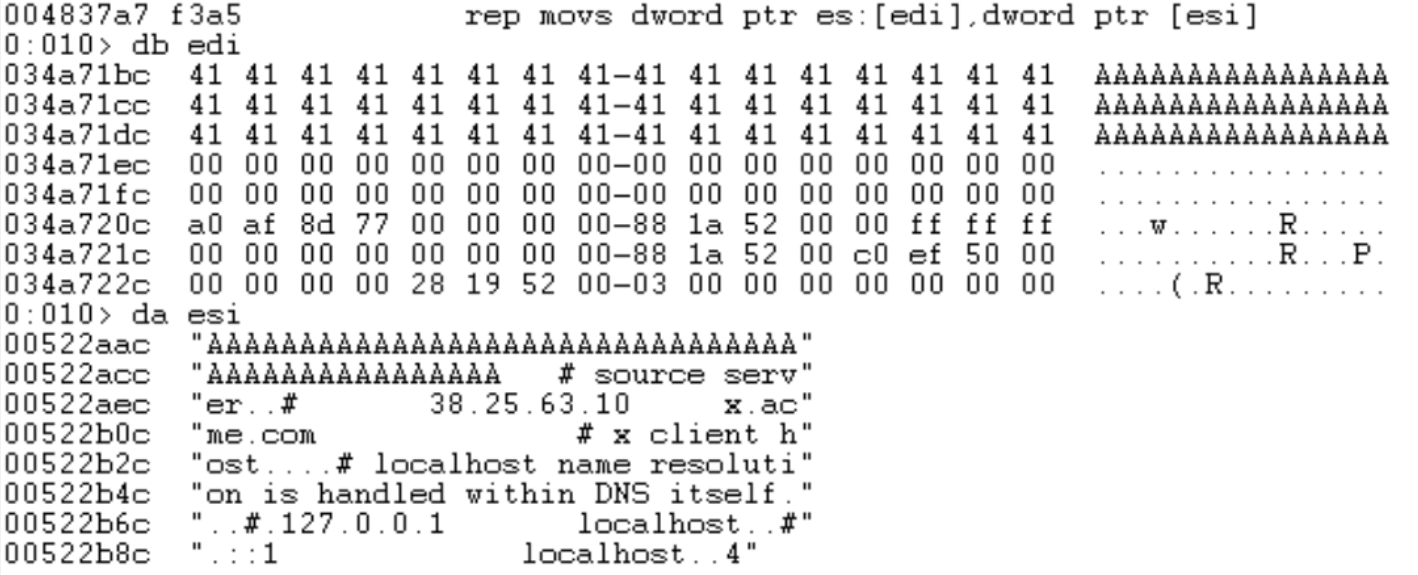 004837a7 f3a5            rep movs dword ptr es:[edi],dword ptr [esi]
0:010> db edi
034a71bc  41 41 41 41 41 41 41 41-41 41 41 41 41 41 41 41  AAAAAAAAAAAAAAAA
034a71cc  41 41 41 41 41 41 41 41-41 41 41 41 41 41 41 41  AAAAAAAAAAAAAAAA
034a71dc  41 41 41 41 41 41 41 41-41 41 41 41 41 41 41 41  AAAAAAAAAAAAAAAA
034a71ec  00 00 00 00 00 00 00 00-00 00 00 00 00 00 00 00  ................
034a71fc  00 00 00 00 00 00 00 00-00 00 00 00 00 00 00 00  ................
034a720c  a0 af 8d 77 00 00 00 00-88 1a 52 00 00 ff ff ff  ...w......R.....
034a721c  00 00 00 00 00 00 00 00-88 1a 52 00 c0 ef 50 00  ..........R...P.
034a722c  00 00 00 00 28 19 52 00-03 00 00 00 00 00 00 00  ....(.R.........
0:010> da esi
00522aac  "AAAAAAAAAAAAAAAAAAAAAAAAAAAAAAAA"
00522acc  "AAAAAAAAAAAAAAAA   # source serv"
00522aec  "er..#       38.25.63.10     x.ac"
00522b0c  "me.com              # x client h"
00522b2c  "ost....# localhost name resoluti"
00522b4c  "on is handled within DNS itself."
00522b6c  "..#.127.0.0.1       localhost..#"
00522b8c  ".::1             localhost..4"